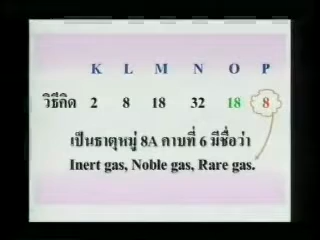 K L M N O P
วิธีคิด 2 8 18 32 18 8
เป็นธาตุหมู่ 8A คาบที่ 6 มีชื่อว่า
Inert gas, Noble gas, Rare gas.